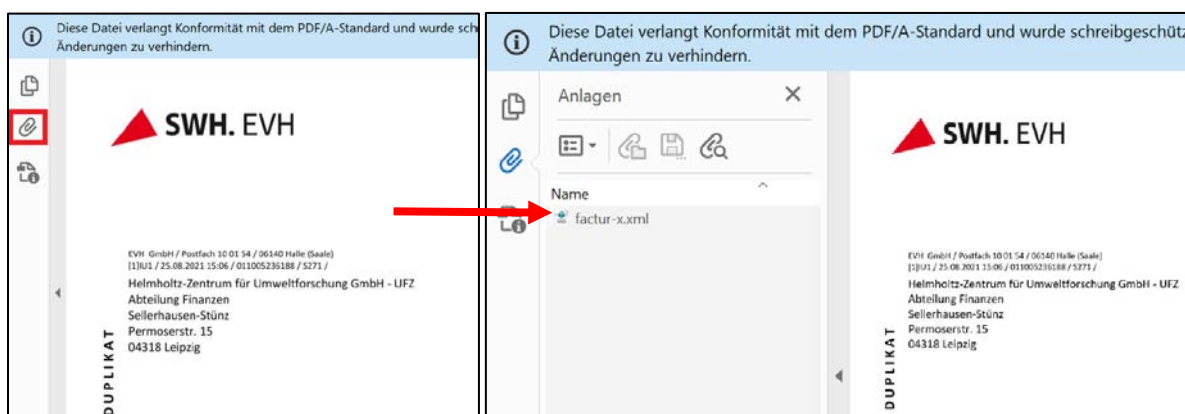 Diese Datei verlangt Konformität mit dem PDF/A-Standard und wurde sch
Änderungen zu verhindern.
SWH. EVH
EVH GmbH / Postfach 10 01 54 / 06140 Halle (Saale)
[1]IU1 / 25.08.2021 15:06 / 011005236188 / 5271 /
Helmholtz-Zentrum für Umweltforschung GmbH - UFZ
Abteilung Finanzen
Sellerhausen-Stünz
Permoserstr. 15
04318 Leipzig
DUPLIKAT
Diese Datei verlangt Konformität mit dem PDF/A-Standard und wurde schreibgeschütz
Änderungen zu verhindern.
Anlagen
Name
factur-x.xml
SWH. EVH
EVH GmbH / Postfach 10 01 54 / 06140 Halle (Saale)
[1]IU1 / 25.08.2021 15:06 / 011005236188 / 5271 /
Helmholtz-Zentrum für Umweltforschung GmbH - UFZ
Abteilung Finanzen
Sellerhausen-Stünz
Permoserstr. 15
04318 Leipzig
DUPLIKAT